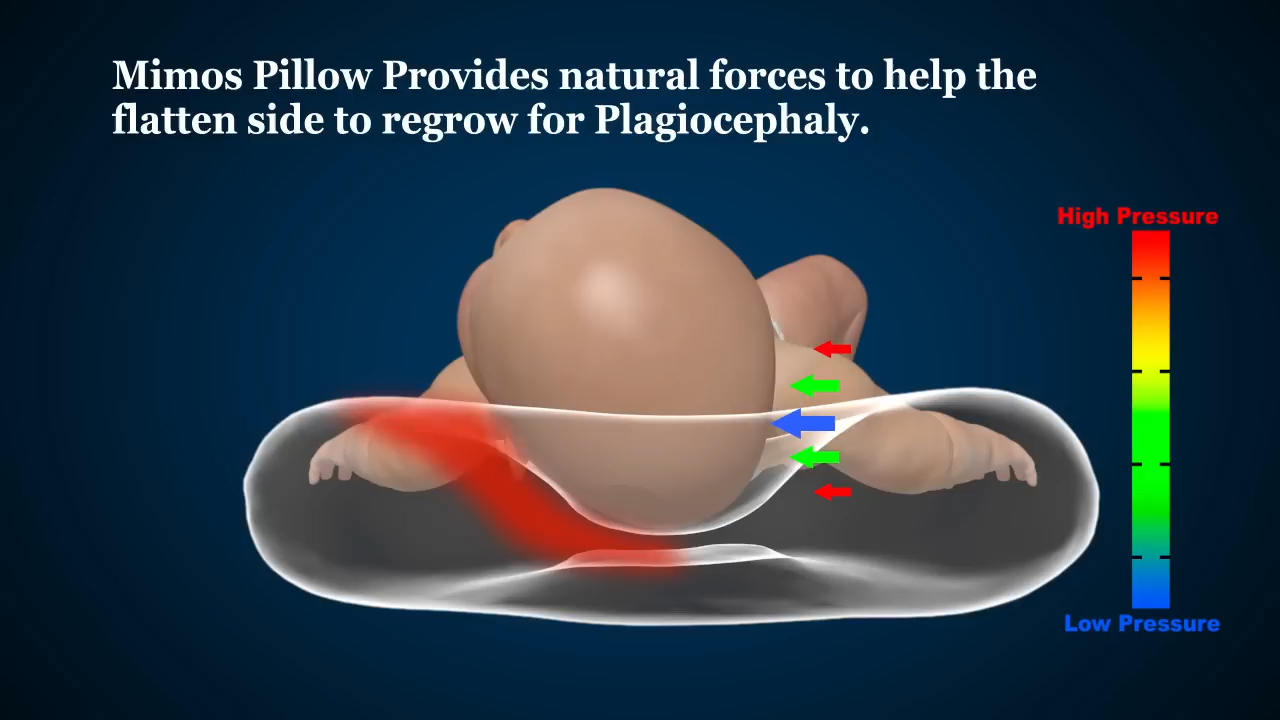 Mimos Pillow Provides natural forces to help the
flatten side to regrow for Plagiocephaly.
High Pressure
Low Pressure